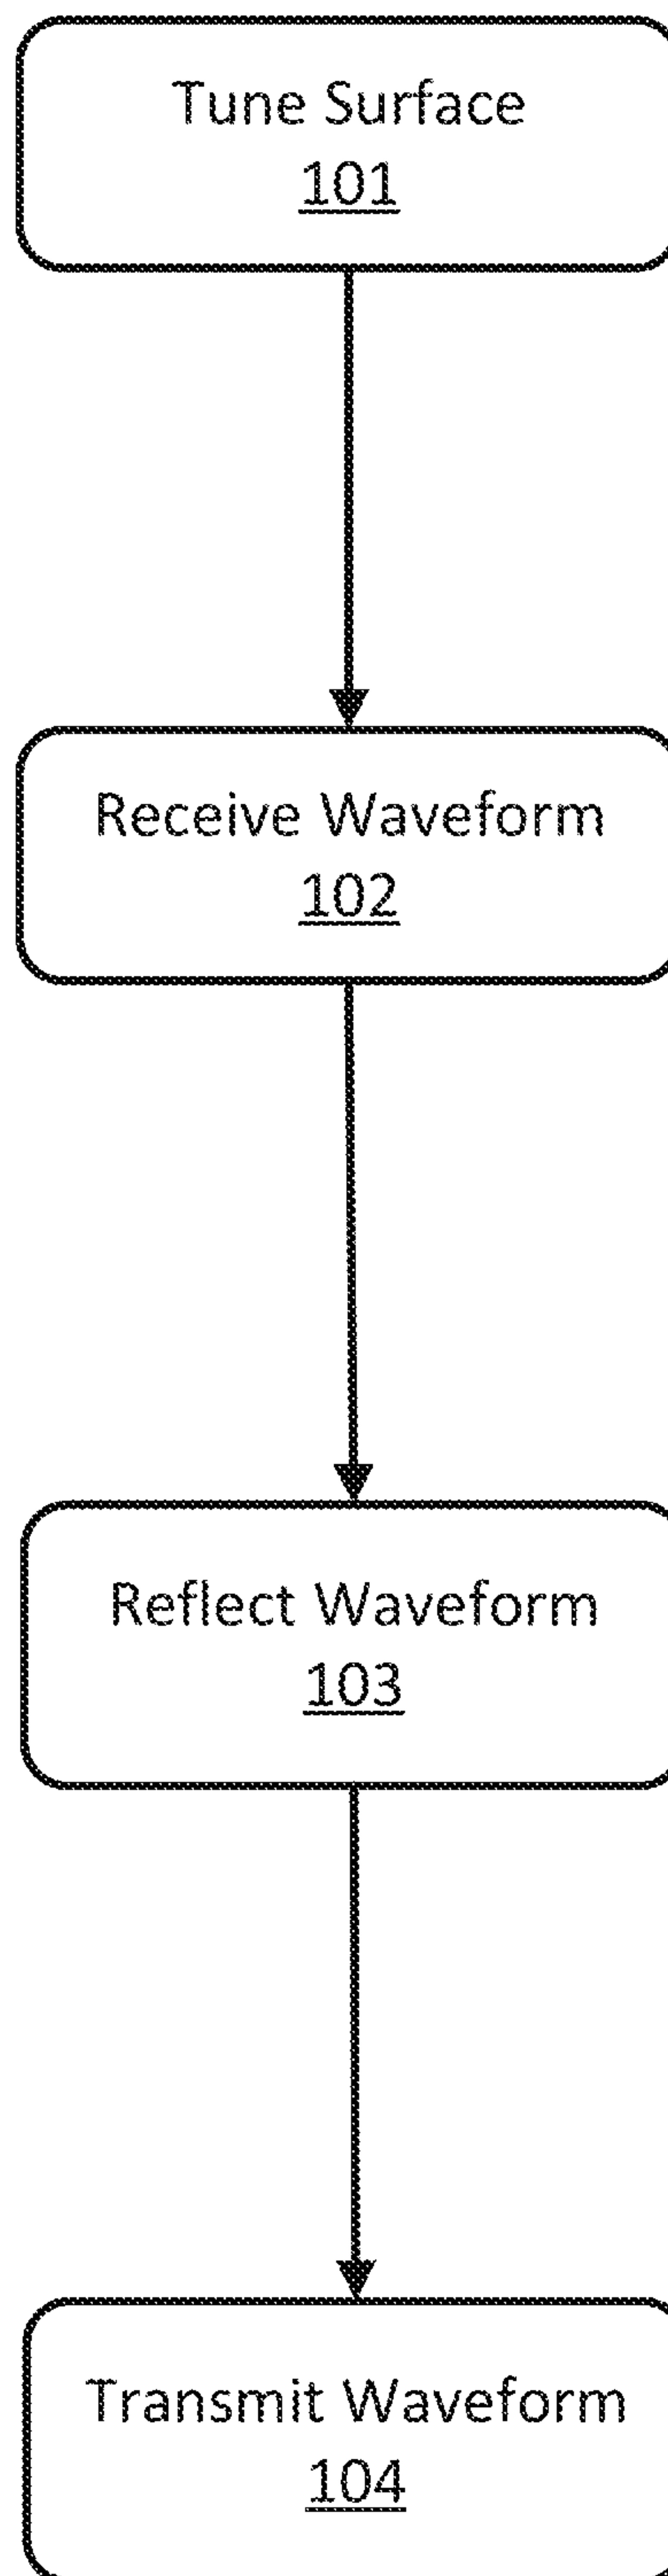 Tune Surface
101
Receive Waveform
102
Reflect Waveform
103
Transmit Waveform
104